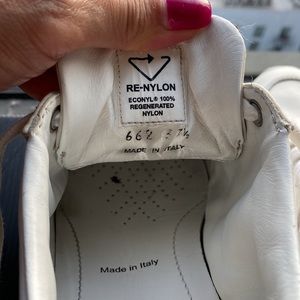 RE-NYLON
ECONYL® 100%
REGENERATED
NYLON
MADE IN ITALY
Made in Italy